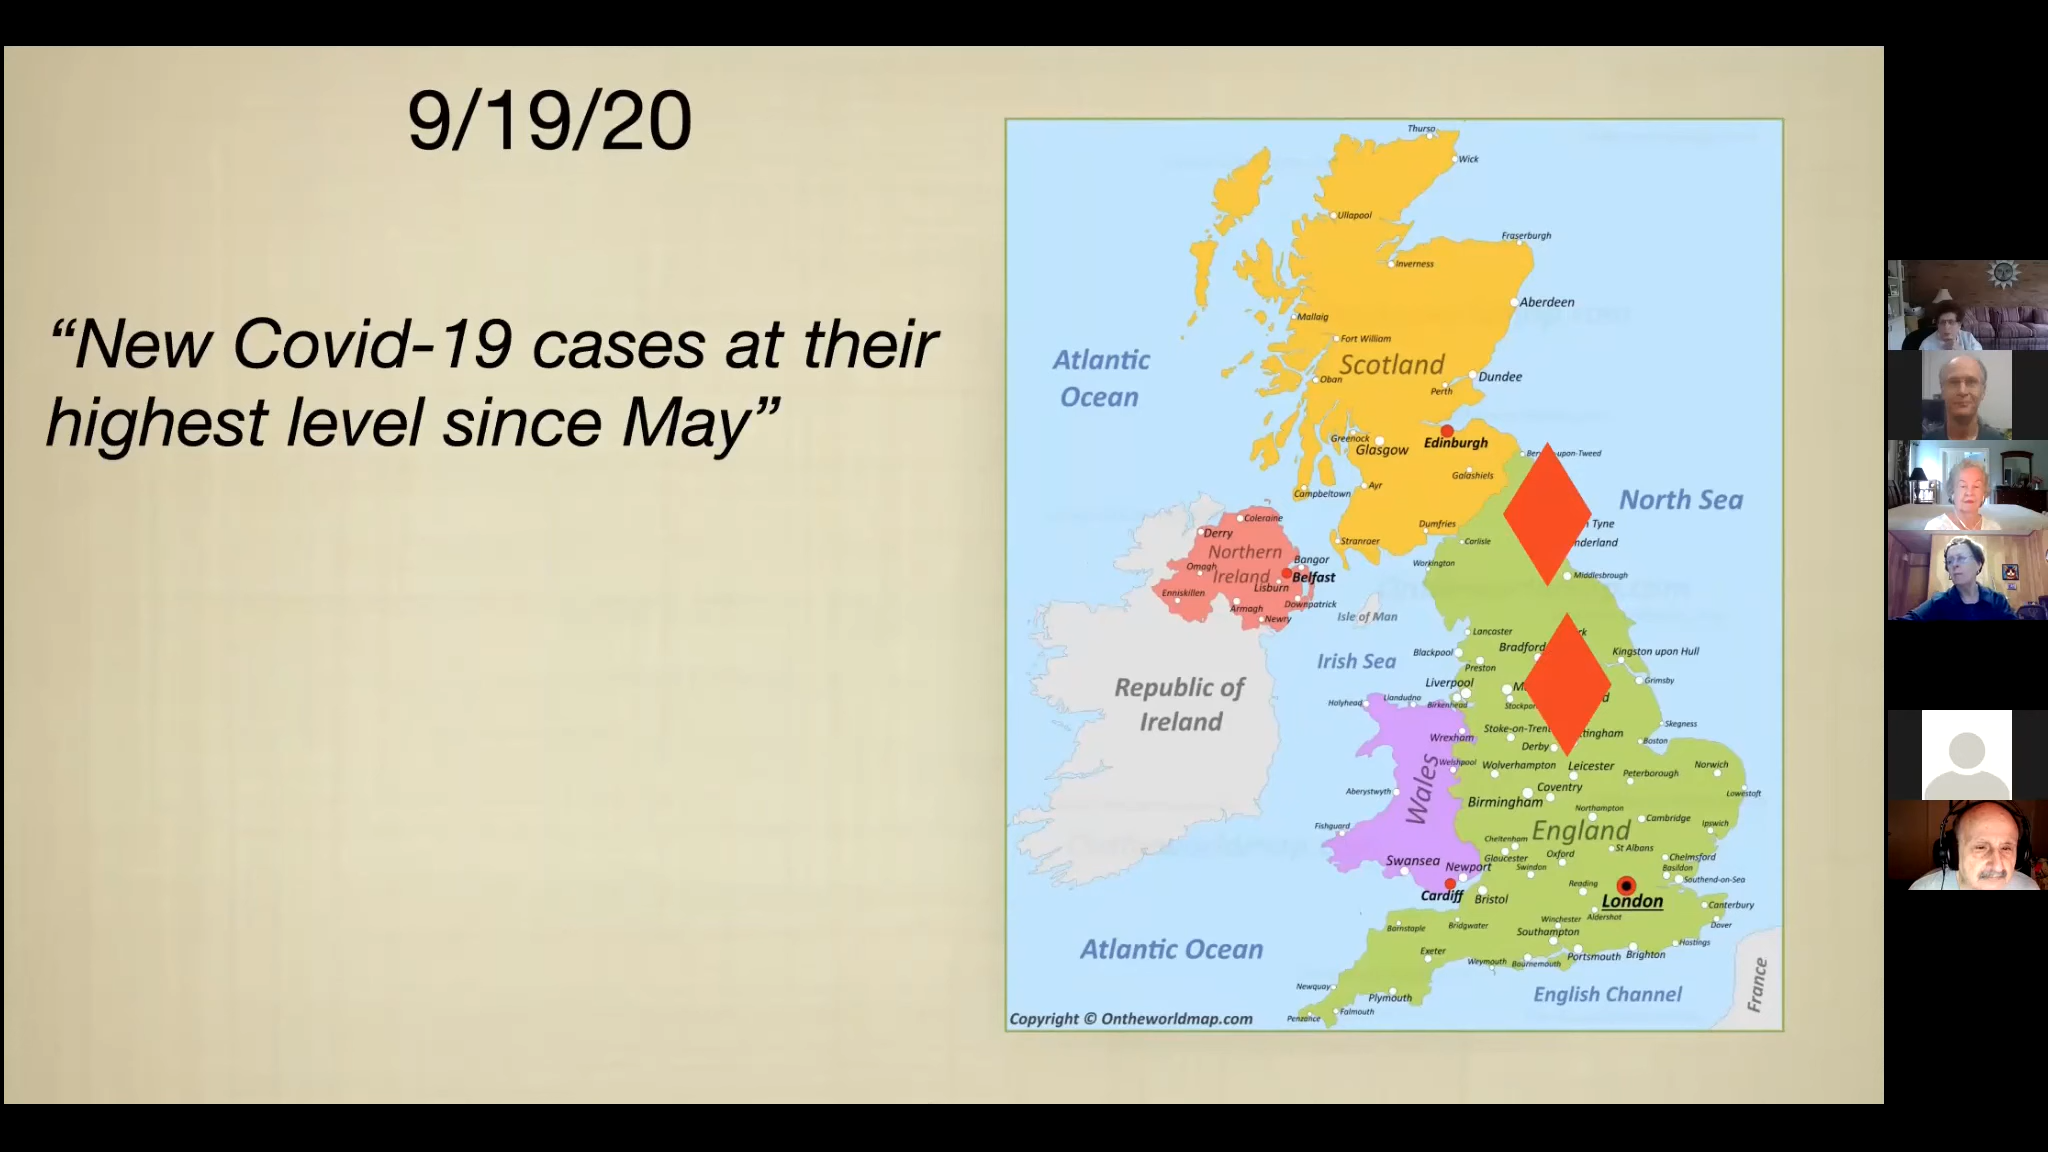 9/19/20
“New Covid-19 cases at their
highest level since May”
Thurso
Wick
Ullapool
Fraserburgh
Inverness
Aberdeen
Mallaig
Fort William
Atlantic
Ocean
Scotland
Oban
Dundee
Perth
Greenock
Glasgow
Edinburgh
Galashiels
upon-Tweed
Campbeltown
Ayr
North Sea
Coleraine
Derry
Dumfries
Tyne
Stranraer
Carlisle
nderland
Northern
Ireland
Bangor
Omagh
Belfast
Lisburn
Workington
Middlesbrough
Enniskillen
Armagh
Downpatrick
Newry
Isle of Man
Lancaster
rk
Blackpool
Bradford
Kingston upon Hull
Irish Sea
Preston
Liverpool
M
Grimsby
Republic of
Ireland
Holyhead
Llandudno
Birkenhead
Stockpor
d
Skegness
Wrexham
Stoke-on-Trent
tingham
Boston
Derby
Wales
Welshpool
Wolverhampton
Leicester
Peterborough
Norwich
Aberystwyth
Birmingham
Coventry
Lowestoft
Northampton
Fishguard
England
Cambridge
Ipswich
Cheltenham
Gloucester
Oxford
St Albans
Chelmsford
Basildon
Swansea
Newport
Swindon
Reading
Southend-on-Sea
Cardiff
Bristol
London
Canterbury
Winchester
Aldershot
Dover
Barnstaple
Bridgwater
Southampton
Hastings
Atlantic Ocean
Exeter
Weymouth
Bournemouth
Portsmouth
Brighton
France
Newquay
Plymouth
English Channel
Penzance
Falmouth
Copyright © Ontheworldmap.com